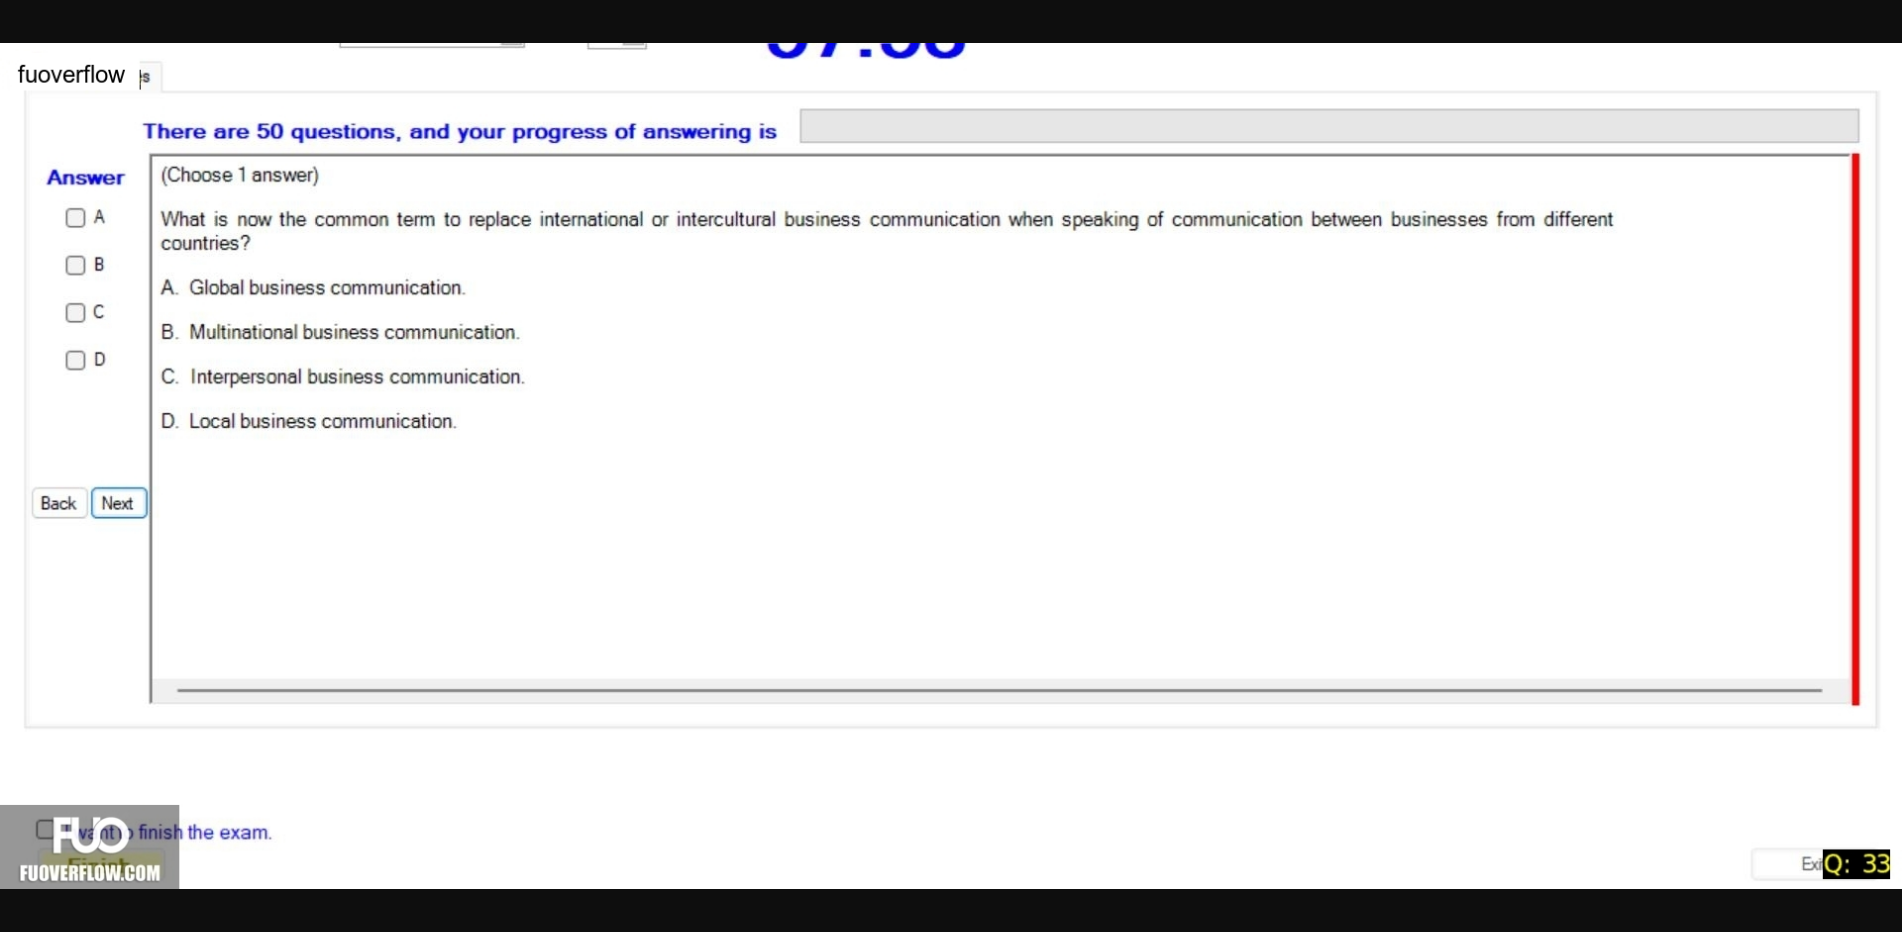 fuoverflow
There are 50 questions, and your progress of answering is
Answer
A
B
C
D
(Choose 1 answer)
What is now the common term to replace international or intercultural business communication when speaking of communication between businesses from different
countries?
A. Global business communication.
B. Multinational business communication.
C. Interpersonal business communication.
D. Local business communication.
Back Next
I want to finish the exam.
FUO
FUOVERFLOW.COM
Q: 33